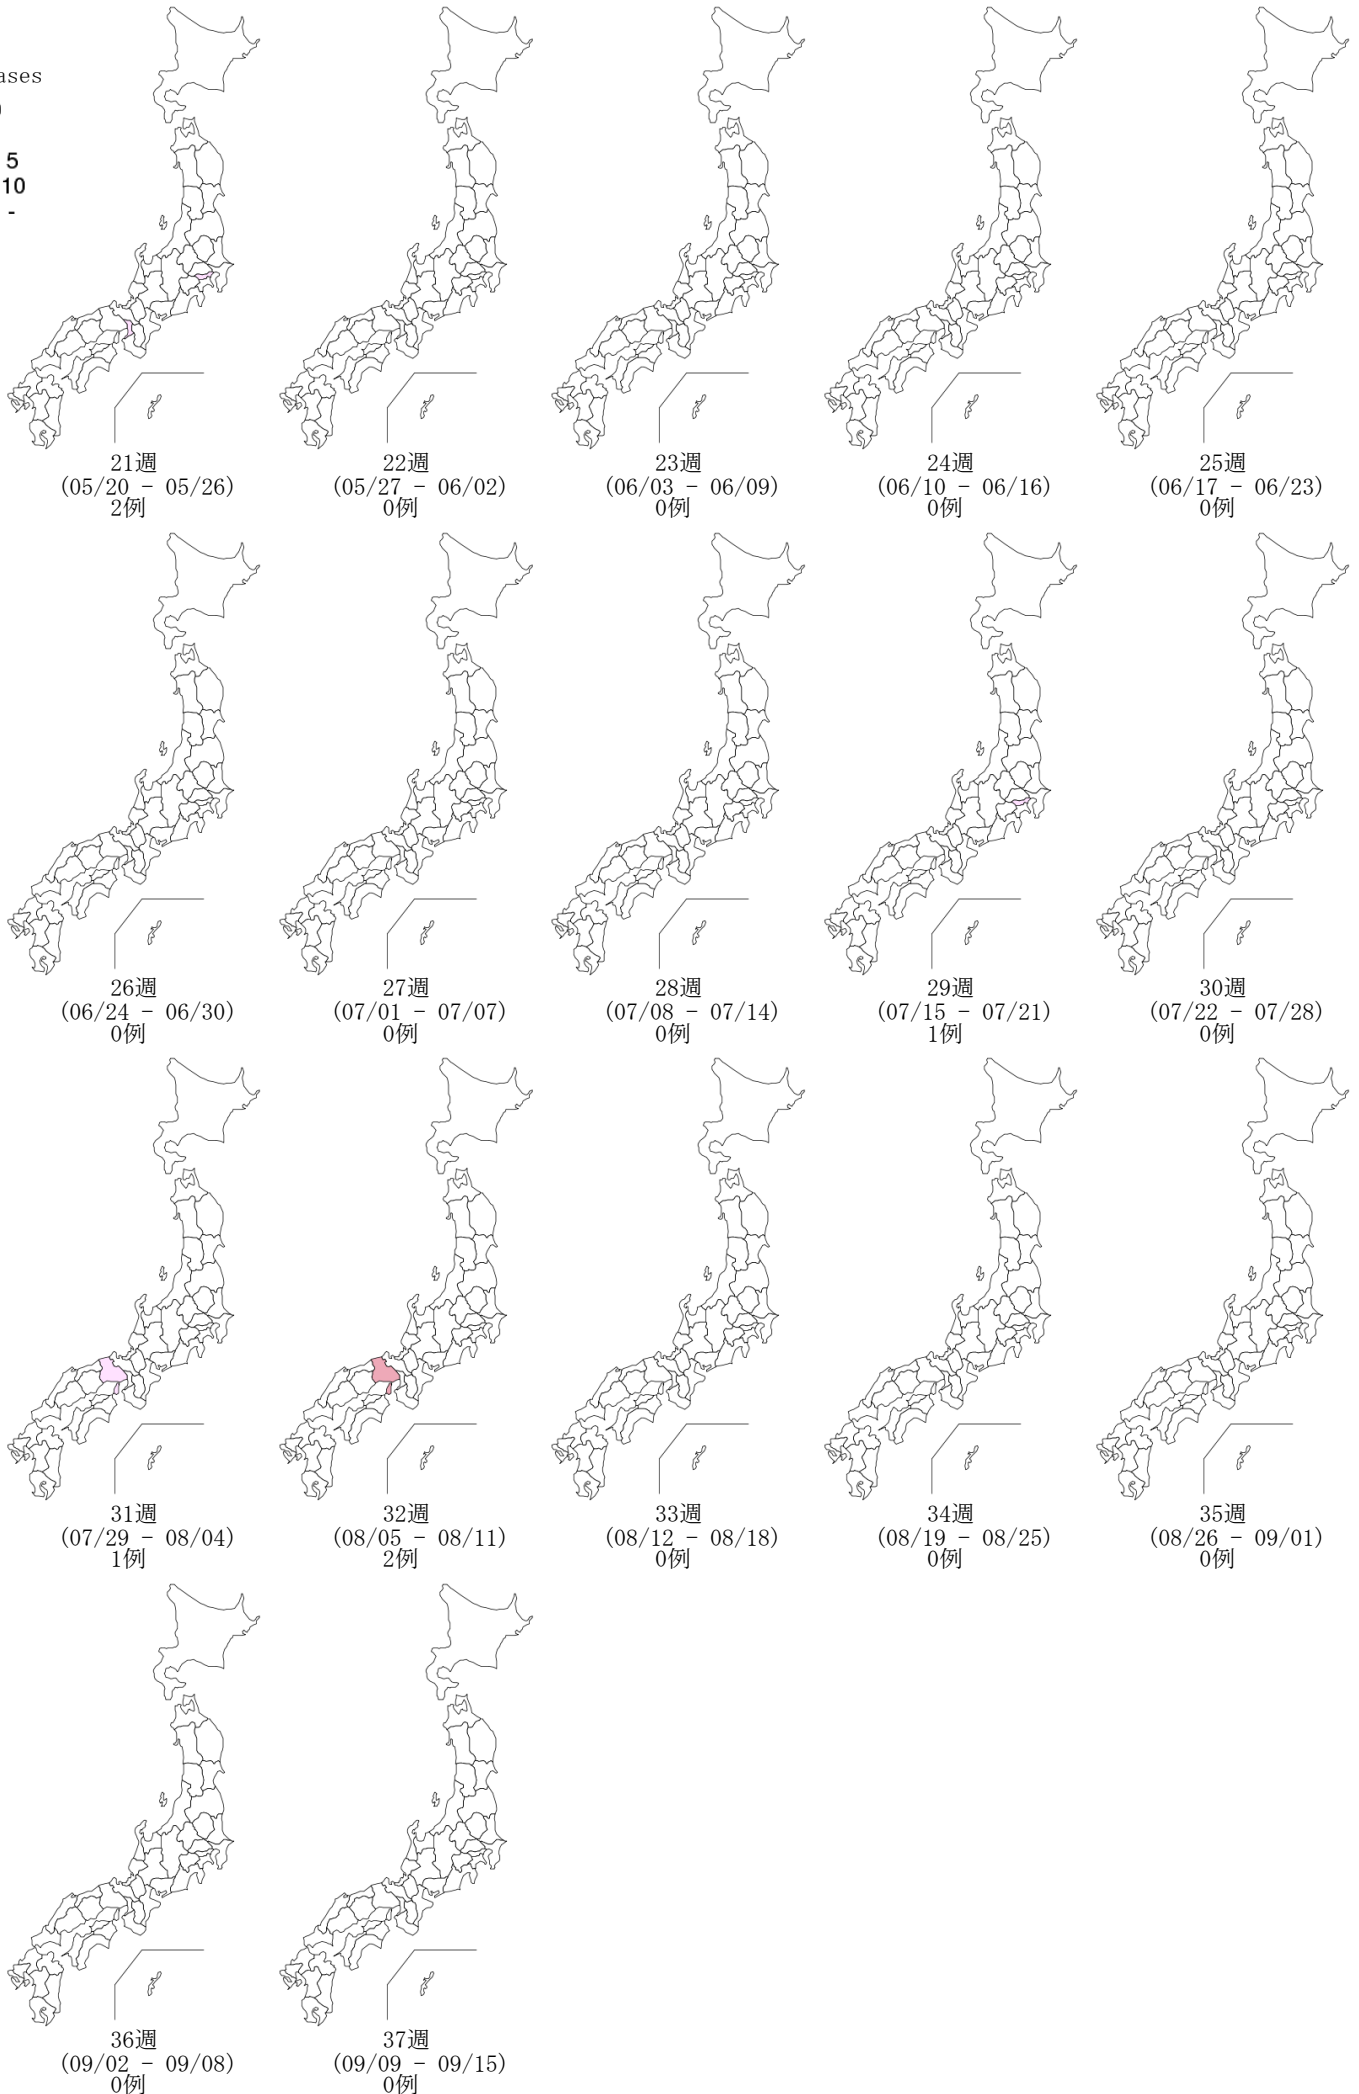 ases
5
10
-
21週
(05/20 - 05/26)
2例
22週
(05/27 - 06/02)
0例
23週
(06/03 - 06/09)
0例
24週
(06/10 - 06/16)
0例
25週
(06/17 - 06/23)
0例
26週
(06/24 - 06/30)
0例
27週
(07/01 - 07/07)
0例
28週
(07/08 - 07/14)
0例
29週
(07/15 - 07/21)
1例
30週
(07/22 - 07/28)
0例
31週
(07/29 - 08/04)
1例
32週
(08/05 - 08/11)
2例
33週
(08/12 - 08/18)
0例
34週
(08/19 - 08/25)
0例
35週
(08/26 - 09/01)
0例
36週
(09/02 - 09/08)
0例
37週
(09/09 - 09/15)
0例